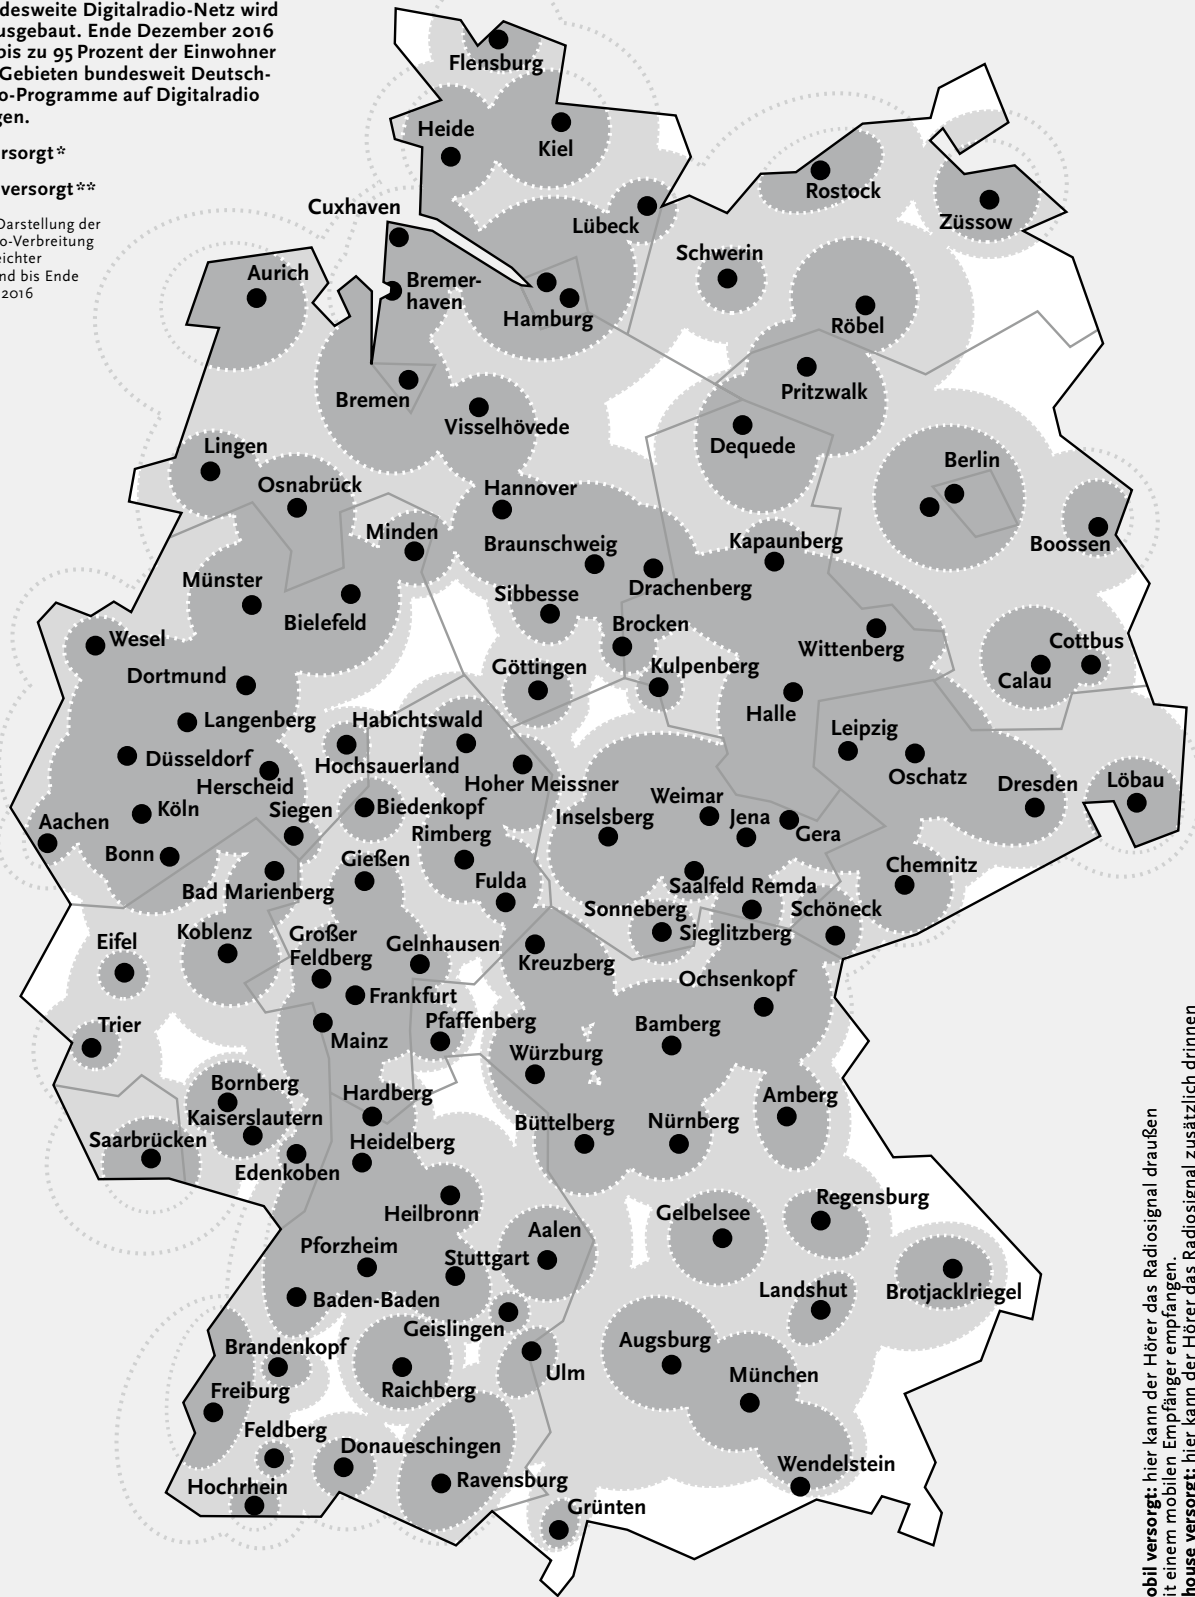 desweite Digitalradio-Netz wird
usgebaut. Ende Dezember 2016
bis zu 95 Prozent der Einwohner
Gebieten bundesweit Deutsch-
o-Programme auf Digitalradio
gen.
rsorgt*
versorgt**
Darstellung der
o-Verbreitung
eichter
nd bis Ende
2016
Flensburg
Heide
Kiel
Rostock
Cuxhaven
Lübeck
Züssow
Schwerin
Aurich
Bremer-
haven
Hamburg
Röbel
Bremen
Pritzwalk
Visselhövede
Dequede
Lingen
Berlin
Osnabrück
Hannover
Minden
Braunschweig
Kapaunberg
Boossen
Münster
Drachenberg
Sibbesse
Bielefeld
Brocken
Wesel
Wittenberg
Cottbus
Göttingen
Kulpenberg
Calau
Dortmund
Halle
Langenberg
Habichtswald
Leipzig
Düsseldorf
Hochsauerland
Oschatz
Herscheid
Hoher Meissner
Dresden
Löbau
Köln
Siegen
Biedenkopf
Weimar
Aachen
Rimberg
Inselsberg
Jena
Gera
Bonn
Gießen
Chemnitz
Bad Marienberg
Fulda
Saalfeld Remda
Sonneberg
Schöneck
Koblenz
Großer
Feldberg
Sieglitzberg
Eifel
Gelnhausen
Kreuzberg
Ochsenkopf
Frankfurt
Trier
Pfaffenberg
Bamberg
Mainz
Würzburg
Bornberg
Hardberg
Amberg
Kaiserslautern
Büttelberg
Nürnberg
Saarbrücken
Heidelberg
Edenkoben
Regensburg
Heilbronn
Gelbelsee
Aalen
Pforzheim
Stuttgart
Landshut
Brotjacklriegel
Baden-Baden
Geislingen
Augsburg
Brandenkopf
Ulm
München
Freiburg
Raichberg
Feldberg
Donaueschingen
Wendelstein
Hochrhein
Ravensburg
Grünten
obil versorgt: hier kann der Hörer das Radiosignal draußen
it einem mobilen Empfänger empfangen.
house versorgt: hier kann der Hörer das Radiosignal zusätzlich drinnen